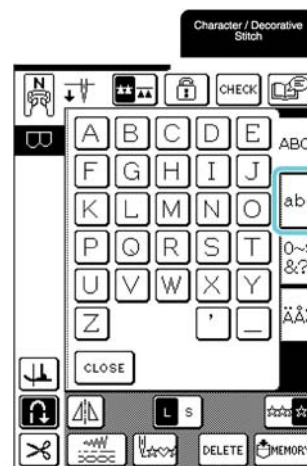 Character / Decorative
Stitch
N
CHECK
B
A B C D E
ABC
F G H I J
ab
K L M N O
P Q R S T
0~
&?
U V W X Y
Z ' _
ÄÅ
CLOSE
L S
DELETE
MEMORY